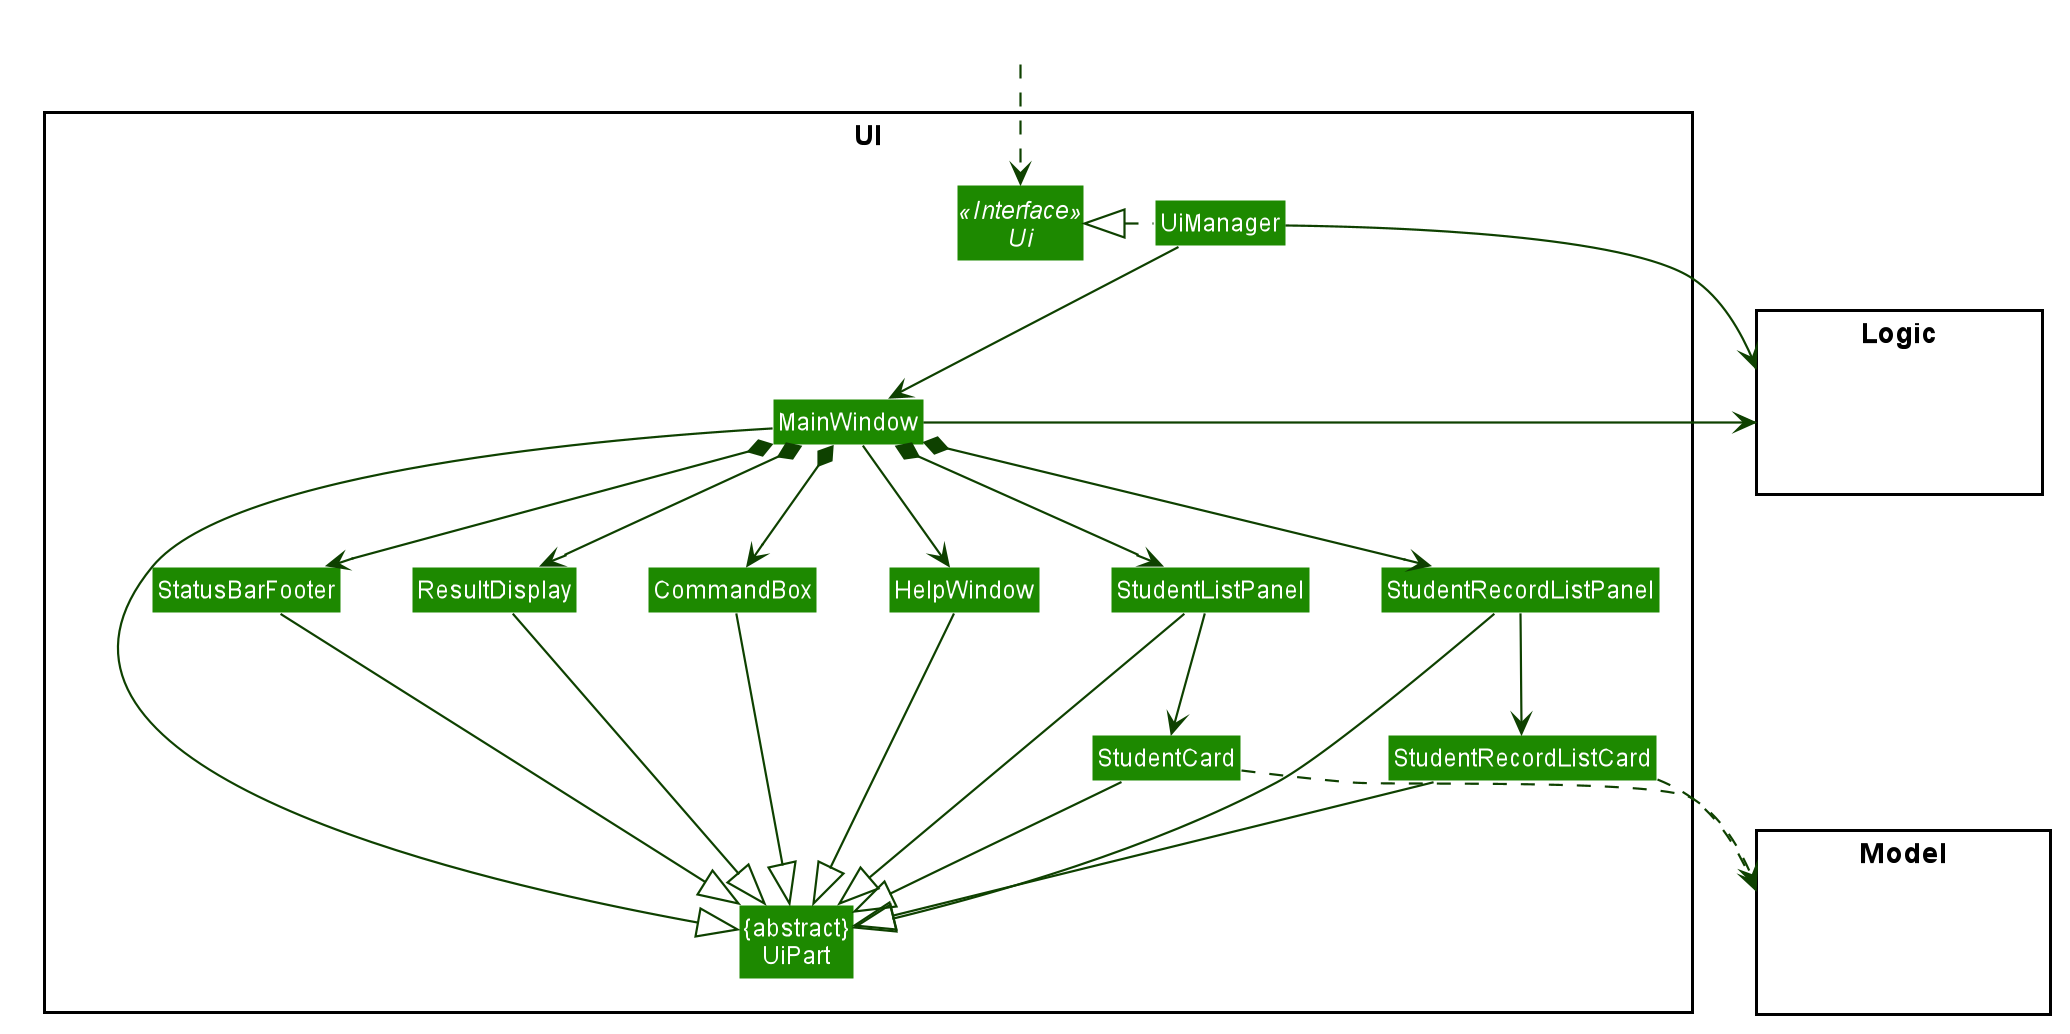 UI
«Interface»
Ui
UiManager
Logic
MainWindow
StatusBarFooter
ResultDisplay
CommandBox
HelpWindow
StudentListPanel
StudentRecordListPanel
StudentCard
StudentRecordListCard
Model
{abstract}
UiPart